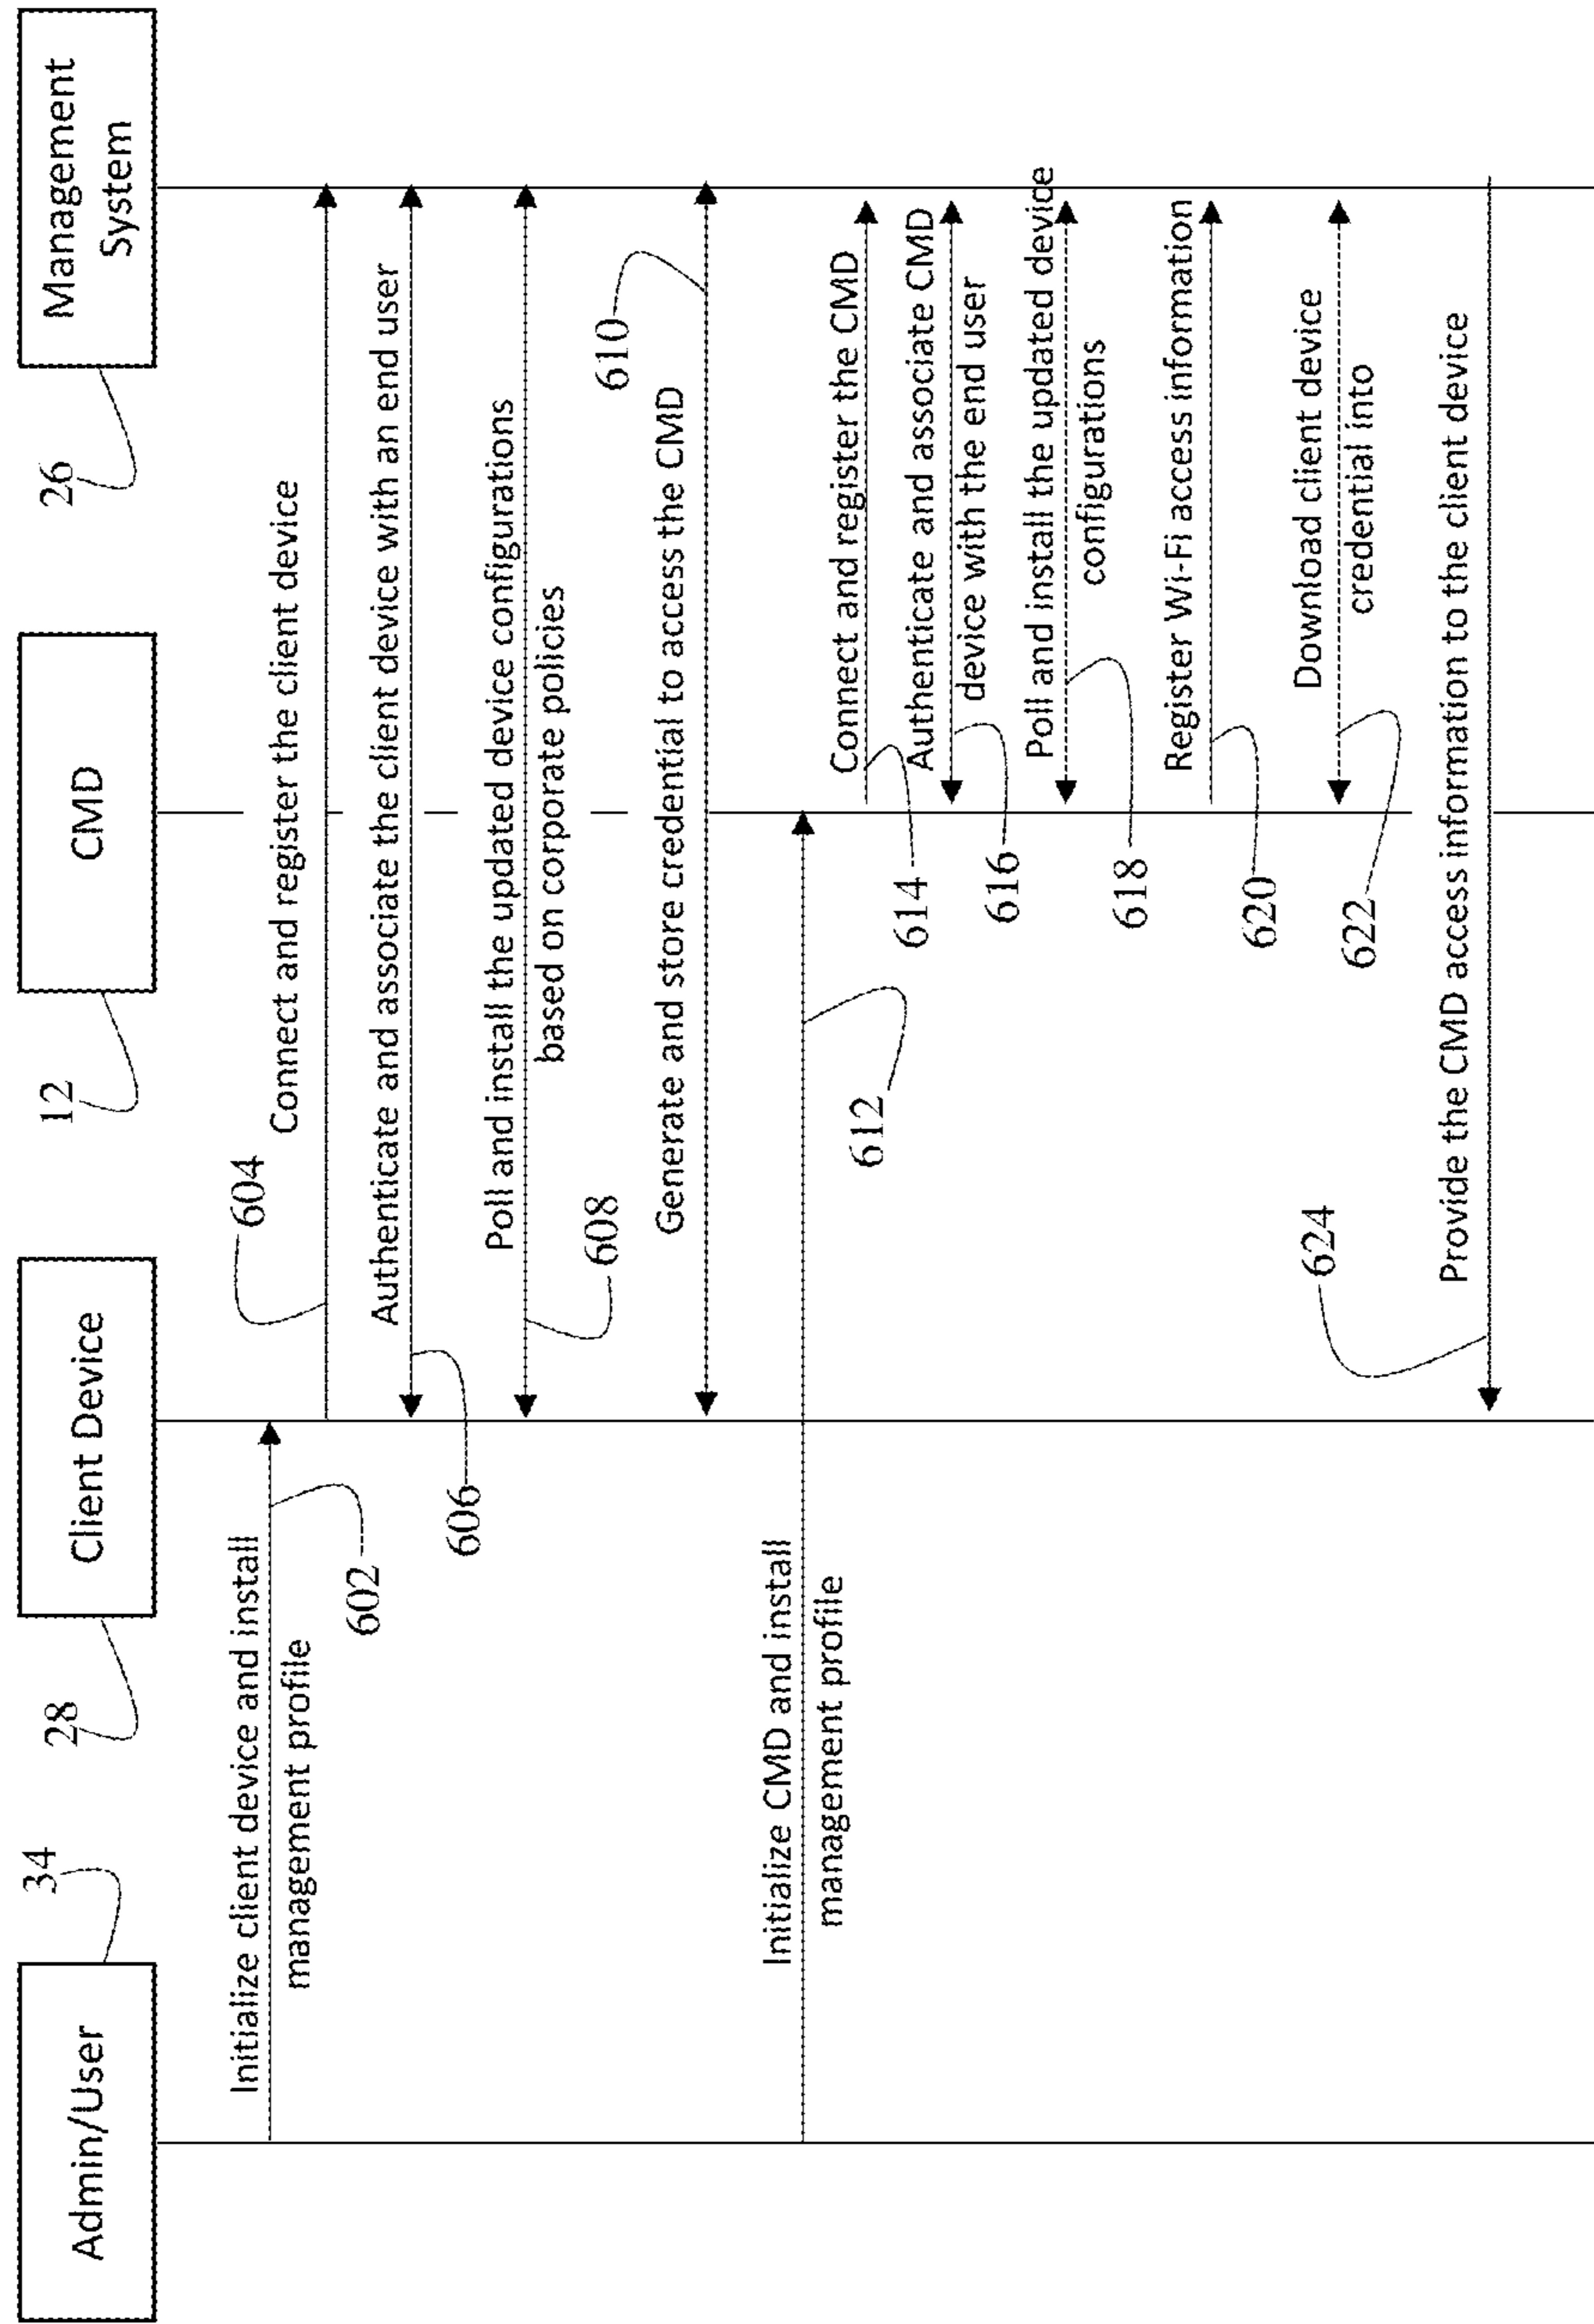 34
Admin/User
28
Client Device
12
CMD
26
Management
System
Initialize client device and install
management profile
602
604
Connect and register the client device
Authenticate and associate the client device with an end user
606
Poll and install the updated device configurations
based on corporate policies
608
610
Generate and store credential to access the CMD
Initialize CMD and install
management profile
612
Connect and register the CMD
614
Authenticate and associate CMD
device with the end user
616
Poll and install the updated device
configurations
618
Register Wi-Fi access information
620
Download client device
credential into
622
624
Provide the CMD access information to the client device